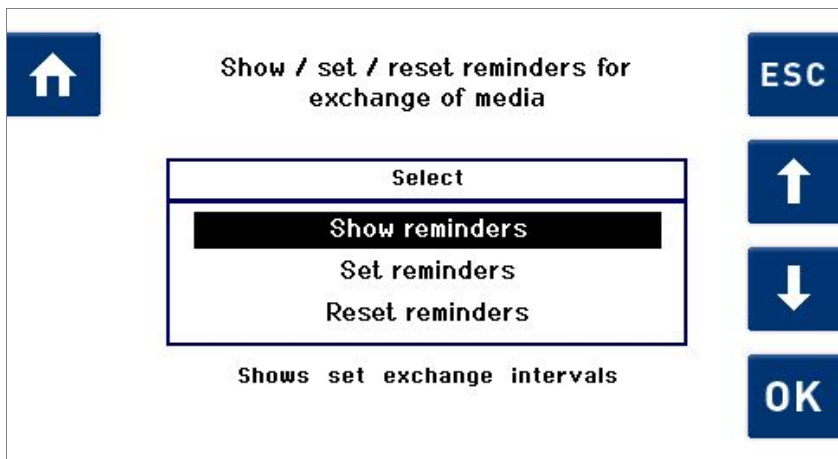 Show / set / reset reminders for
exchange of media
ESC
Select
Show reminders
Set reminders
Reset reminders
Shows set exchange intervals
OK